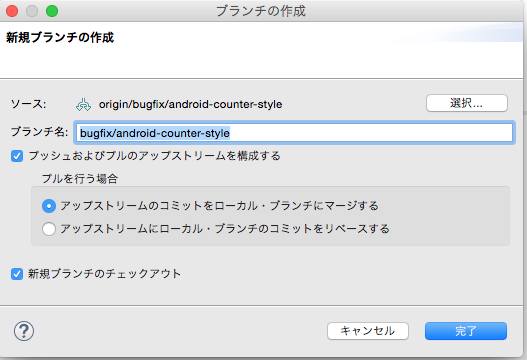 ブランチの作成
新規ブランチの作成
ソース: origin/bugfix/android-counter-style 選択...
ブランチ名: bugfix/android-counter-style
プッシュおよびプルのアップストリームを構成する
プルを行う場合
アップストリームのコミットをローカル・ブランチにマージする
アップストリームにローカル・ブランチのコミットをリベースする
新規ブランチのチェックアウト
? キャンセル 完了